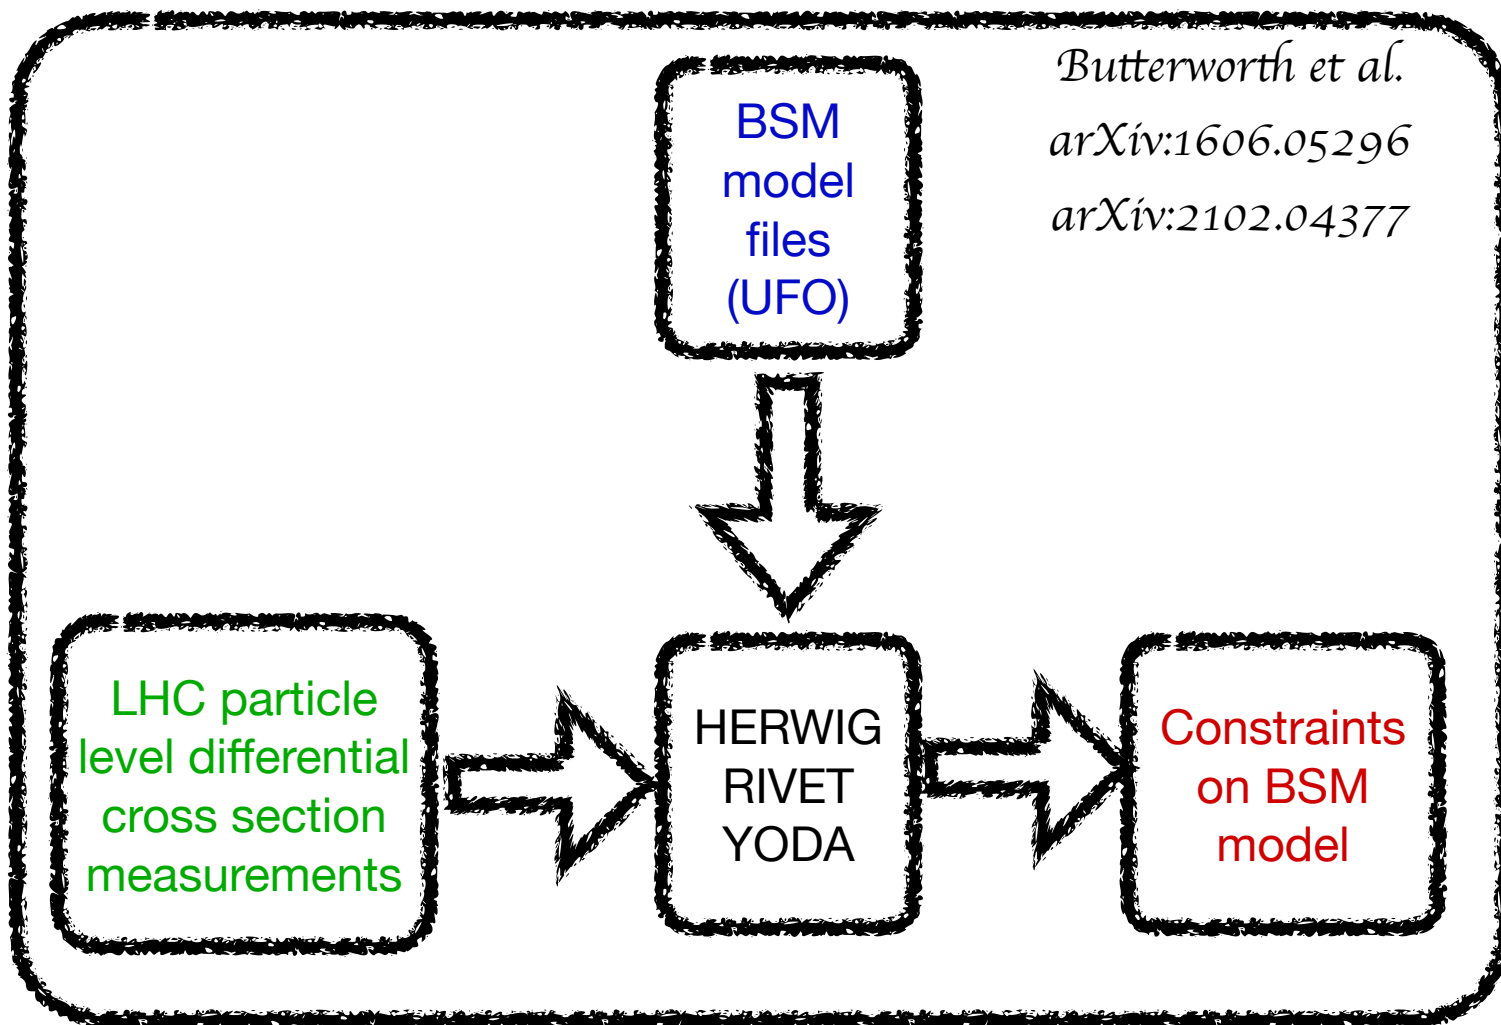 Butterworth et al.
arXiv:1606.05296
arXiv:2102.04377
BSM
model
files
(UFO)
LHC particle
level differential
cross section
measurements
HERWIG
RIVET
YODA
Constraints
on BSM
model